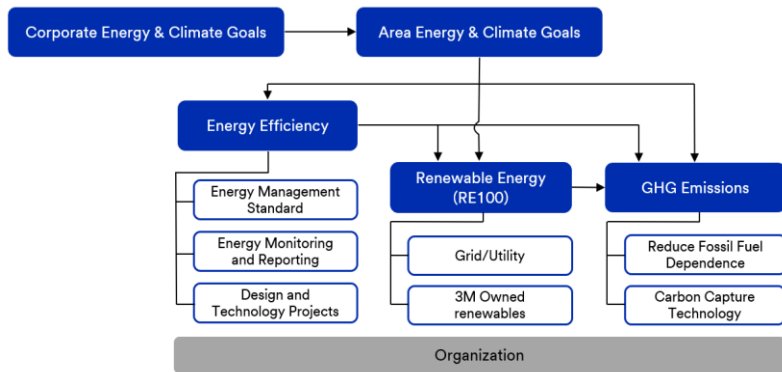 Corporate Energy & Climate Goals
Area Energy & Climate Goals
Energy Efficiency
Renewable Energy
(RE100)
GHG Emissions
Energy Management
Standard
Energy Monitoring
and Reporting
Design and
Technology Projects
Grid/Utility
3M Owned
renewables
Reduce Fossil Fuel
Dependence
Carbon Capture
Technology
Organization